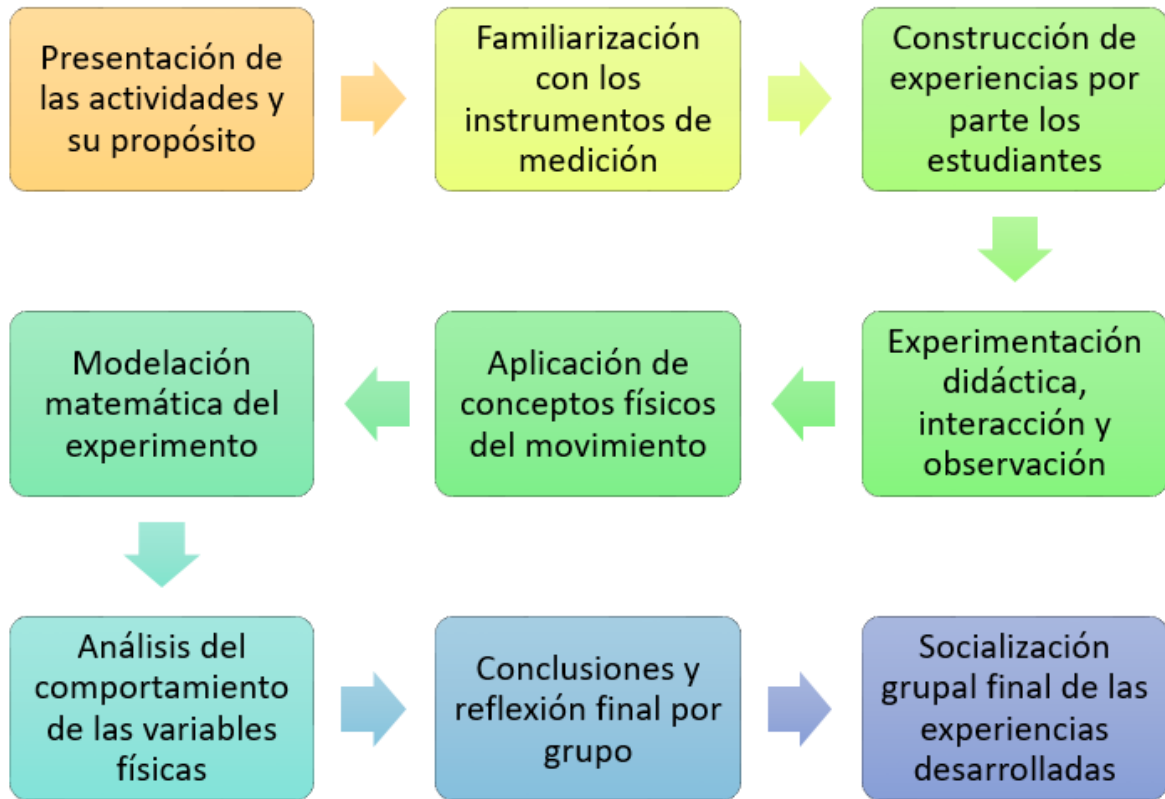 Presentación de
las actividades y
su propósito
Familiarización
con los
instrumentos de
medición
Construcción de
experiencias por
parte los
estudiantes
Experimentación
didáctica,
interacción y
observación
Aplicación de
conceptos físicos
del movimiento
Modelación
matemática del
experimento
Análisis del
comportamiento
de las variables
físicas
Conclusiones y
reflexión final por
grupo
Socialización
grupal final de las
experiencias
desarrolladas